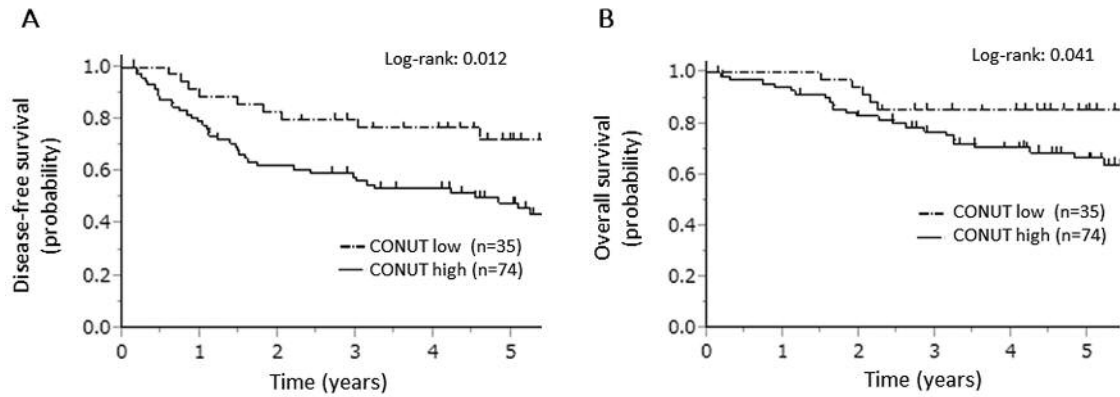 A
Log-rank: 0.012
Disease-free survival
(probability)
1.0
0.8
0.6
0.4
0.2
0.0
CONUT low (n=35)
CONUT high (n=74)
0 1 2 3 4 5
Time (years)
B
Log-rank: 0.041
Overall survival
(probability)
1.0
0.8
0.6
0.4
0.2
0.0
CONUT low (n=35)
CONUT high (n=74)
0 1 2 3 4 5
Time (years)